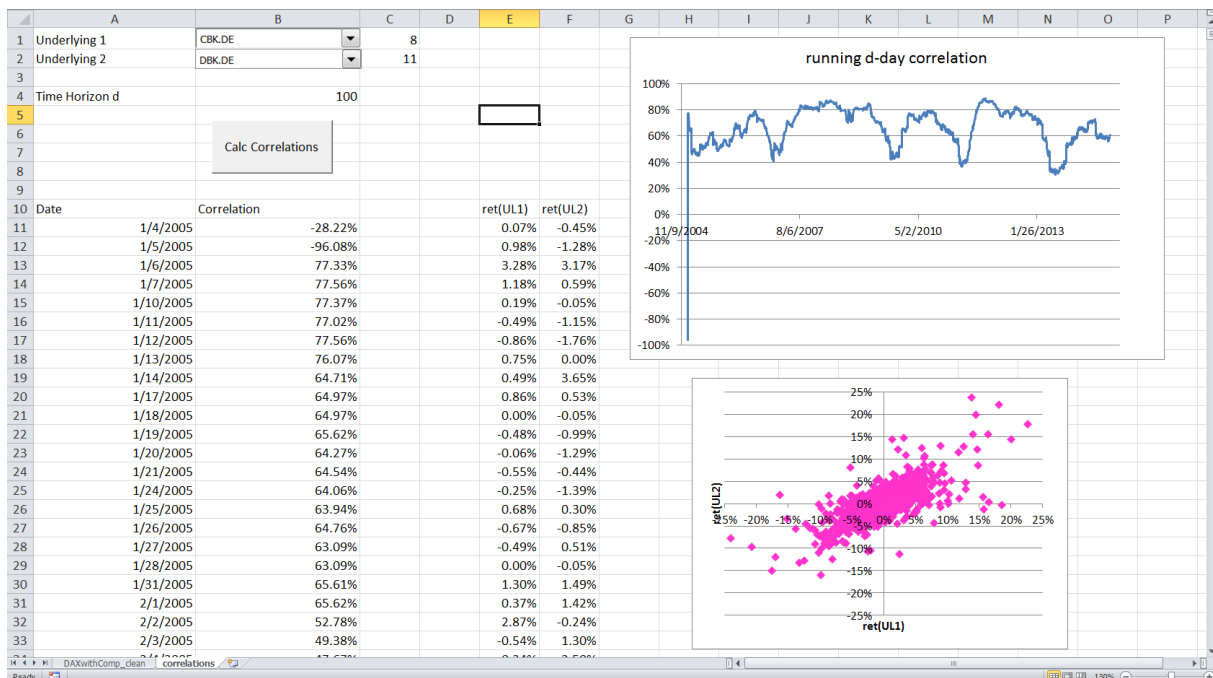 A B C D E F G H I J K L M N O P
1 Underlying 1 CBK.DE 8
2 Underlying 2 DBK.DE 11
3
4 Time Horizon d 100
5
6
7 Calc Correlations
8
9
10 Date Correlation ret(UL1) ret(UL2)
11 1/4/2005 -28.22% 0.07% -0.45%
12 1/5/2005 -96.08% 0.98% -1.28%
13 1/6/2005 77.33% 3.28% 3.17%
14 1/7/2005 77.56% 1.18% 0.59%
15 1/10/2005 77.37% 0.19% -0.05%
16 1/11/2005 77.02% -0.49% -1.15%
17 1/12/2005 77.56% -0.86% -1.76%
18 1/13/2005 76.07% 0.75% 0.00%
19 1/14/2005 64.71% 0.49% 3.65%
20 1/17/2005 64.97% 0.86% 0.53%
21 1/18/2005 64.97% 0.00% -0.05%
22 1/19/2005 65.62% -0.48% -0.99%
23 1/20/2005 64.27% -0.06% -1.29%
24 1/21/2005 64.54% -0.55% -0.44%
25 1/24/2005 64.06% -0.25% -1.39%
26 1/25/2005 63.94% 0.68% 0.30%
27 1/26/2005 64.76% -0.67% -0.85%
28 1/27/2005 63.09% -0.49% 0.51%
29 1/28/2005 63.09% 0.00% -0.05%
30 1/31/2005 65.61% 1.30% 1.49%
31 2/1/2005 65.62% 0.37% 1.42%
32 2/2/2005 52.78% 2.87% -0.24%
33 2/3/2005 49.38% -0.54% 1.30%
running d-day correlation
100%
80%
60%
40%
20%
0%
11/9/2004 8/6/2007 5/2/2010 1/26/2013
-20%
-40%
-60%
-80%
-100%
25%
20%
15%
10%
5%
0%
ret(UL2)
-25% -20% -15% -10% -5% 0% 5% 10% 15% 20% 25%
-5%
-10%
-15%
-20%
-25%
ret(UL1)
DAXwithComp_clean correlations
Ready 130%